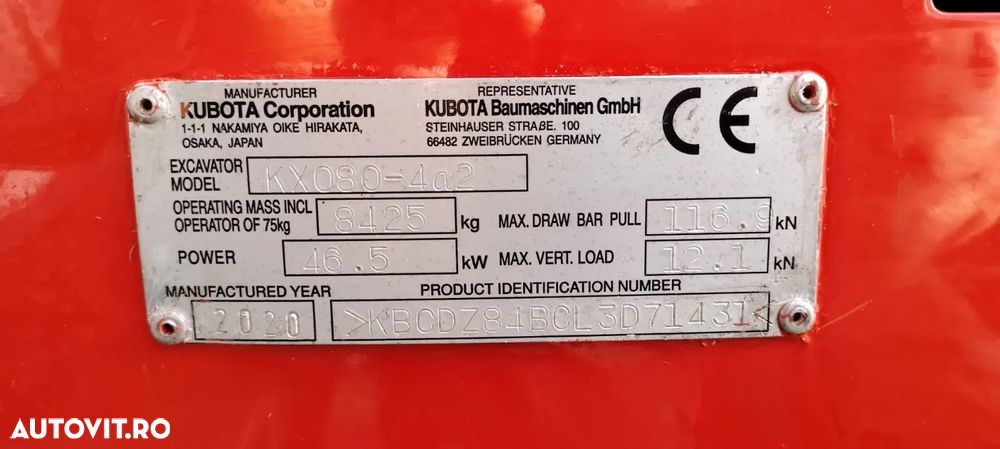 MANUFACTURER
KUBOTA Corporation
1-1-1 NAKAMIYA OIKE HIRAKATA,
OSAKA, JAPAN
REPRESENTATIVE
KUBOTA Baumaschinen GmbH
STEINHAUSER STRAßE. 100
66482 ZWEIBRÜCKEN GERMANY
CE
EXCAVATOR
MODEL KX080-4α2
OPERATING MASS INCL
OPERATOR OF 75kg 8425 kg
MAX. DRAW BAR PULL 116.9 kN
POWER 46.5 kW
MAX. VERT. LOAD 12.1 kN
MANUFACTURED YEAR
2020
PRODUCT IDENTIFICATION NUMBER
>KBCDZ84BCL3D71431<
AUTOVIT.RO